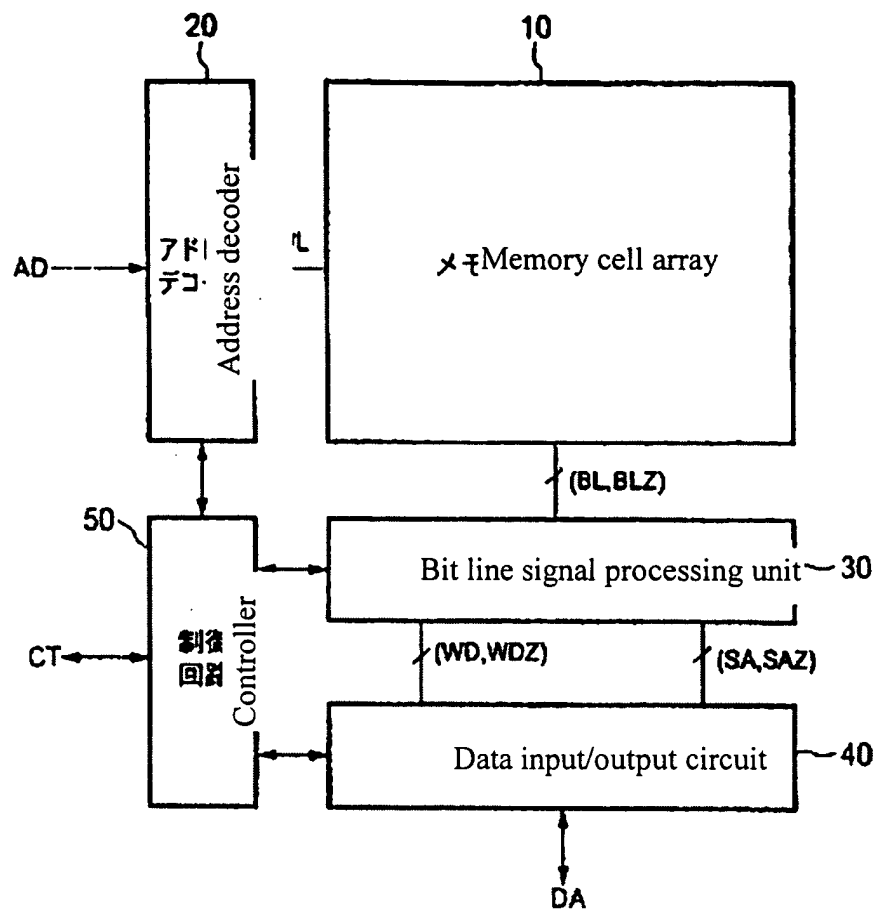 20
10
Address decoder
アド
デコ
AD
L
メモMemory cell array
(BL,BLZ)
50
Bit line signal processing unit
30
制御
回路
Controller
CT
(WD,WDZ)
(SA,SAZ)
Data input/output circuit
40
DA